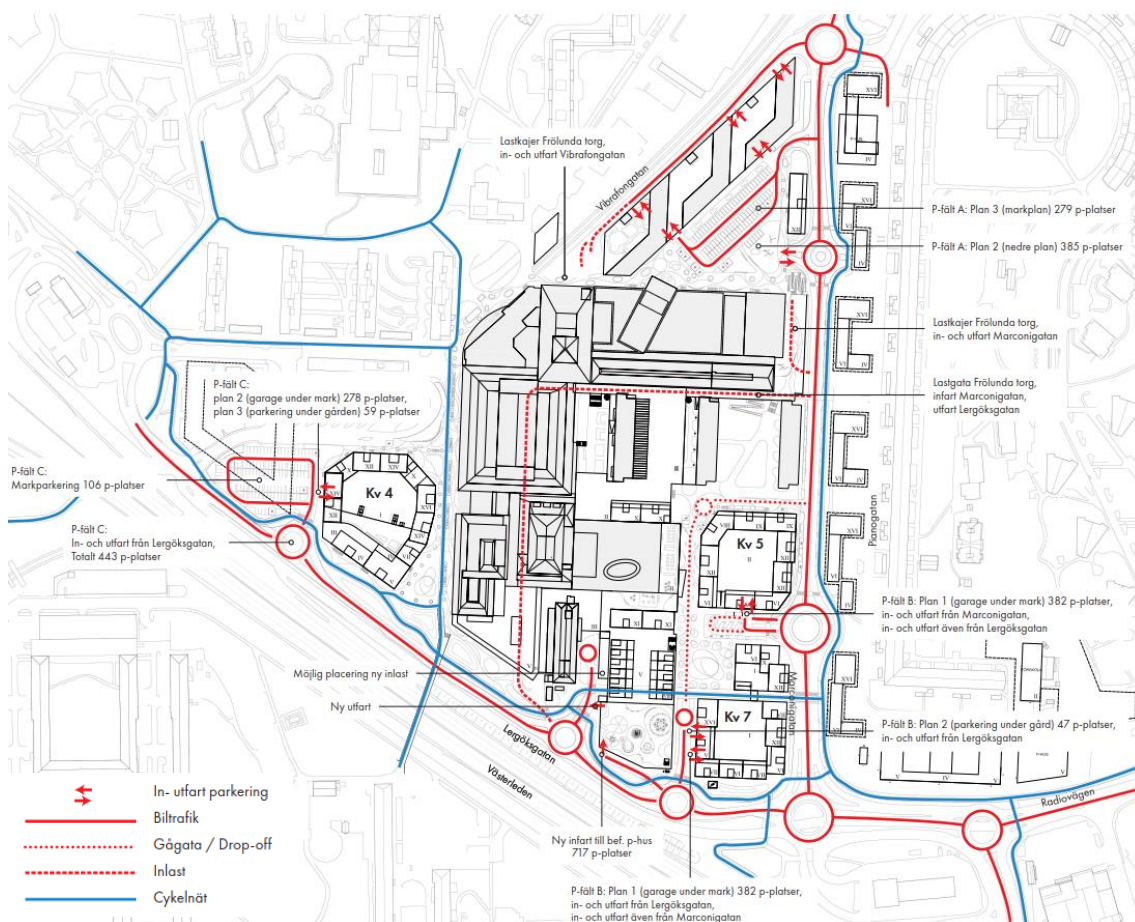 Lastkajer Frölunda torg,
in- och utfart Vibrafongatan
Vibrafongatan
P-fält A: Plan 3 (markplan) 279 p-platser
P-fält A: Plan 2 (nedre plan) 385 p-platser
Lastkajer Frölunda torg,
in- och utfart Marconigatan
Lastgata Frölunda torg,
infart Marconigatan,
utfart Lergöksgatan
P-fält C:
plan 2 (garage under mark) 278 p-platser,
plan 3 (parkering under gården) 59 p-platser
P-fält C:
Markparkering 106 p-platser
P-fält C:
In- och utfart från Lergöksgatan,
Totalt 443 p-platser
Kv 4
Kv 5
Kv 7
Pianogatan
Marconigatan
P-fält B: Plan 1 (garage under mark) 382 p-platser,
in- och utfart från Marconigatan,
in- och utfart även från Lergöksgatan
Möjlig placering ny inlast
Ny utfart
P-fält B: Plan 2 (parkering under gård) 47 p-platser,
in- och utfart från Lergöksgatan
Lergöksgatan
Västerleden
Radiovägen
Ny infart till bef. p-hus
717 p-platser
P-fält B: Plan 1 (garage under mark) 382 p-platser,
in- och utfart från Lergöksgatan,
in- och utfart även från Marconigatan
In- utfart parkering
Biltrafik
Gågata / Drop-off
Inlast
Cykelnät